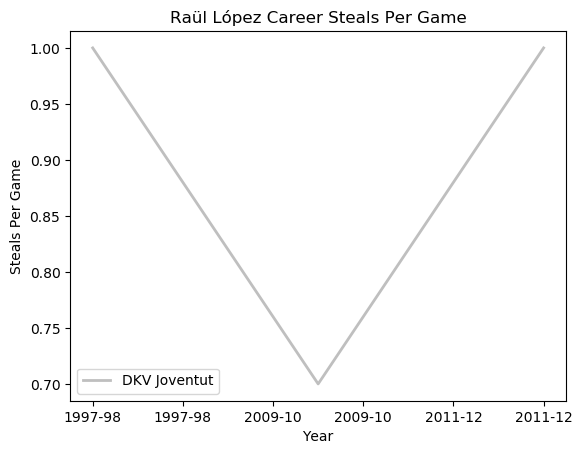 Raül López Career Steals Per Game
Steals Per Game
1.00
0.95
0.90
0.85
0.80
0.75
0.70
DKV Joventut
1997-98 1997-98 2009-10 2009-10 2011-12 2011-12
Year